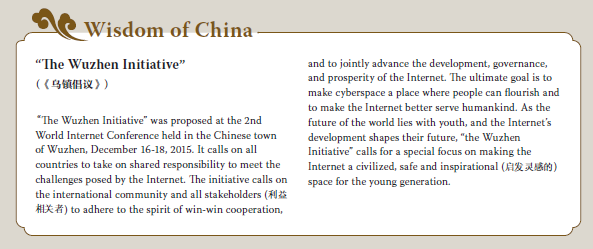 Wisdom of China
“The Wuzhen Initiative”
(《乌镇倡议》)
“The Wuzhen Initiative” was proposed at the 2nd
World Internet Conference held in the Chinese town
of Wuzhen, December 16-18, 2015. It calls on all
countries to take on shared responsibility to meet the
challenges posed by the Internet. The initiative calls on
the international community and all stakeholders (利益
相关者) to adhere to the spirit of win-win cooperation,
and to jointly advance the development, governance,
and prosperity of the Internet. The ultimate goal is to
make cyberspace a place where people can flourish and
to make the Internet better serve humankind. As the
future of the world lies with youth, and the Internet’s
development shapes their future, “the Wuzhen
Initiative” calls for a special focus on making the
Internet a civilized, safe and inspirational (启发灵感的)
space for the young generation.